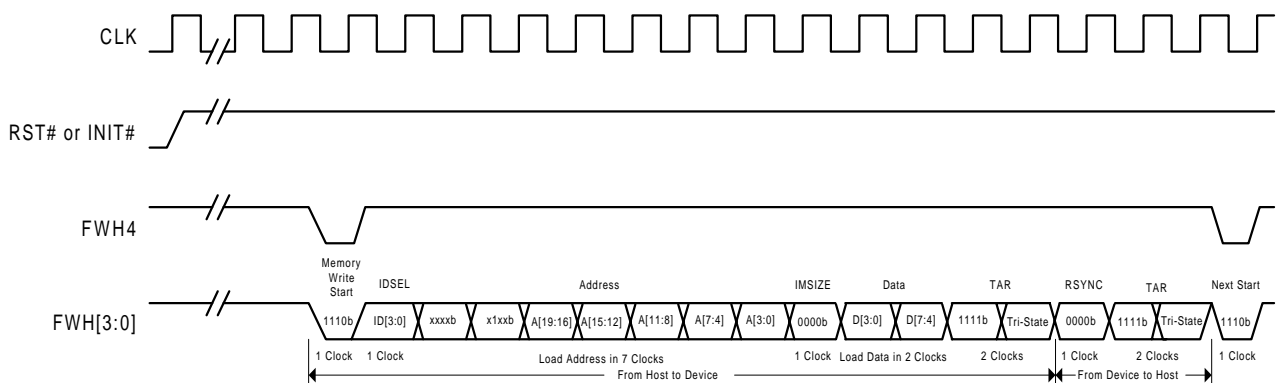 CLK
RST# or INIT#
FWH4
Memory
Write
Start
IDSEL
Address
IMSIZE
Data
TAR
RSYNC
TAR
Next Start
FWH[3:0]
1110b
ID[3:0]
xxxxb
x1xxb
A[19:16]
A[15:12]
A[11:8]
A[7:4]
A[3:0]
0000b
D[3:0]
D[7:4]
1111b
Tri-State
0000b
1111b
Tri-State
1110b
1 Clock
1 Clock
Load Address in 7 Clocks
1 Clock
Load Data in 2 Clocks
2 Clocks
1 Clock
2 Clocks
1 Clock
From Host to Device
From Device to Host